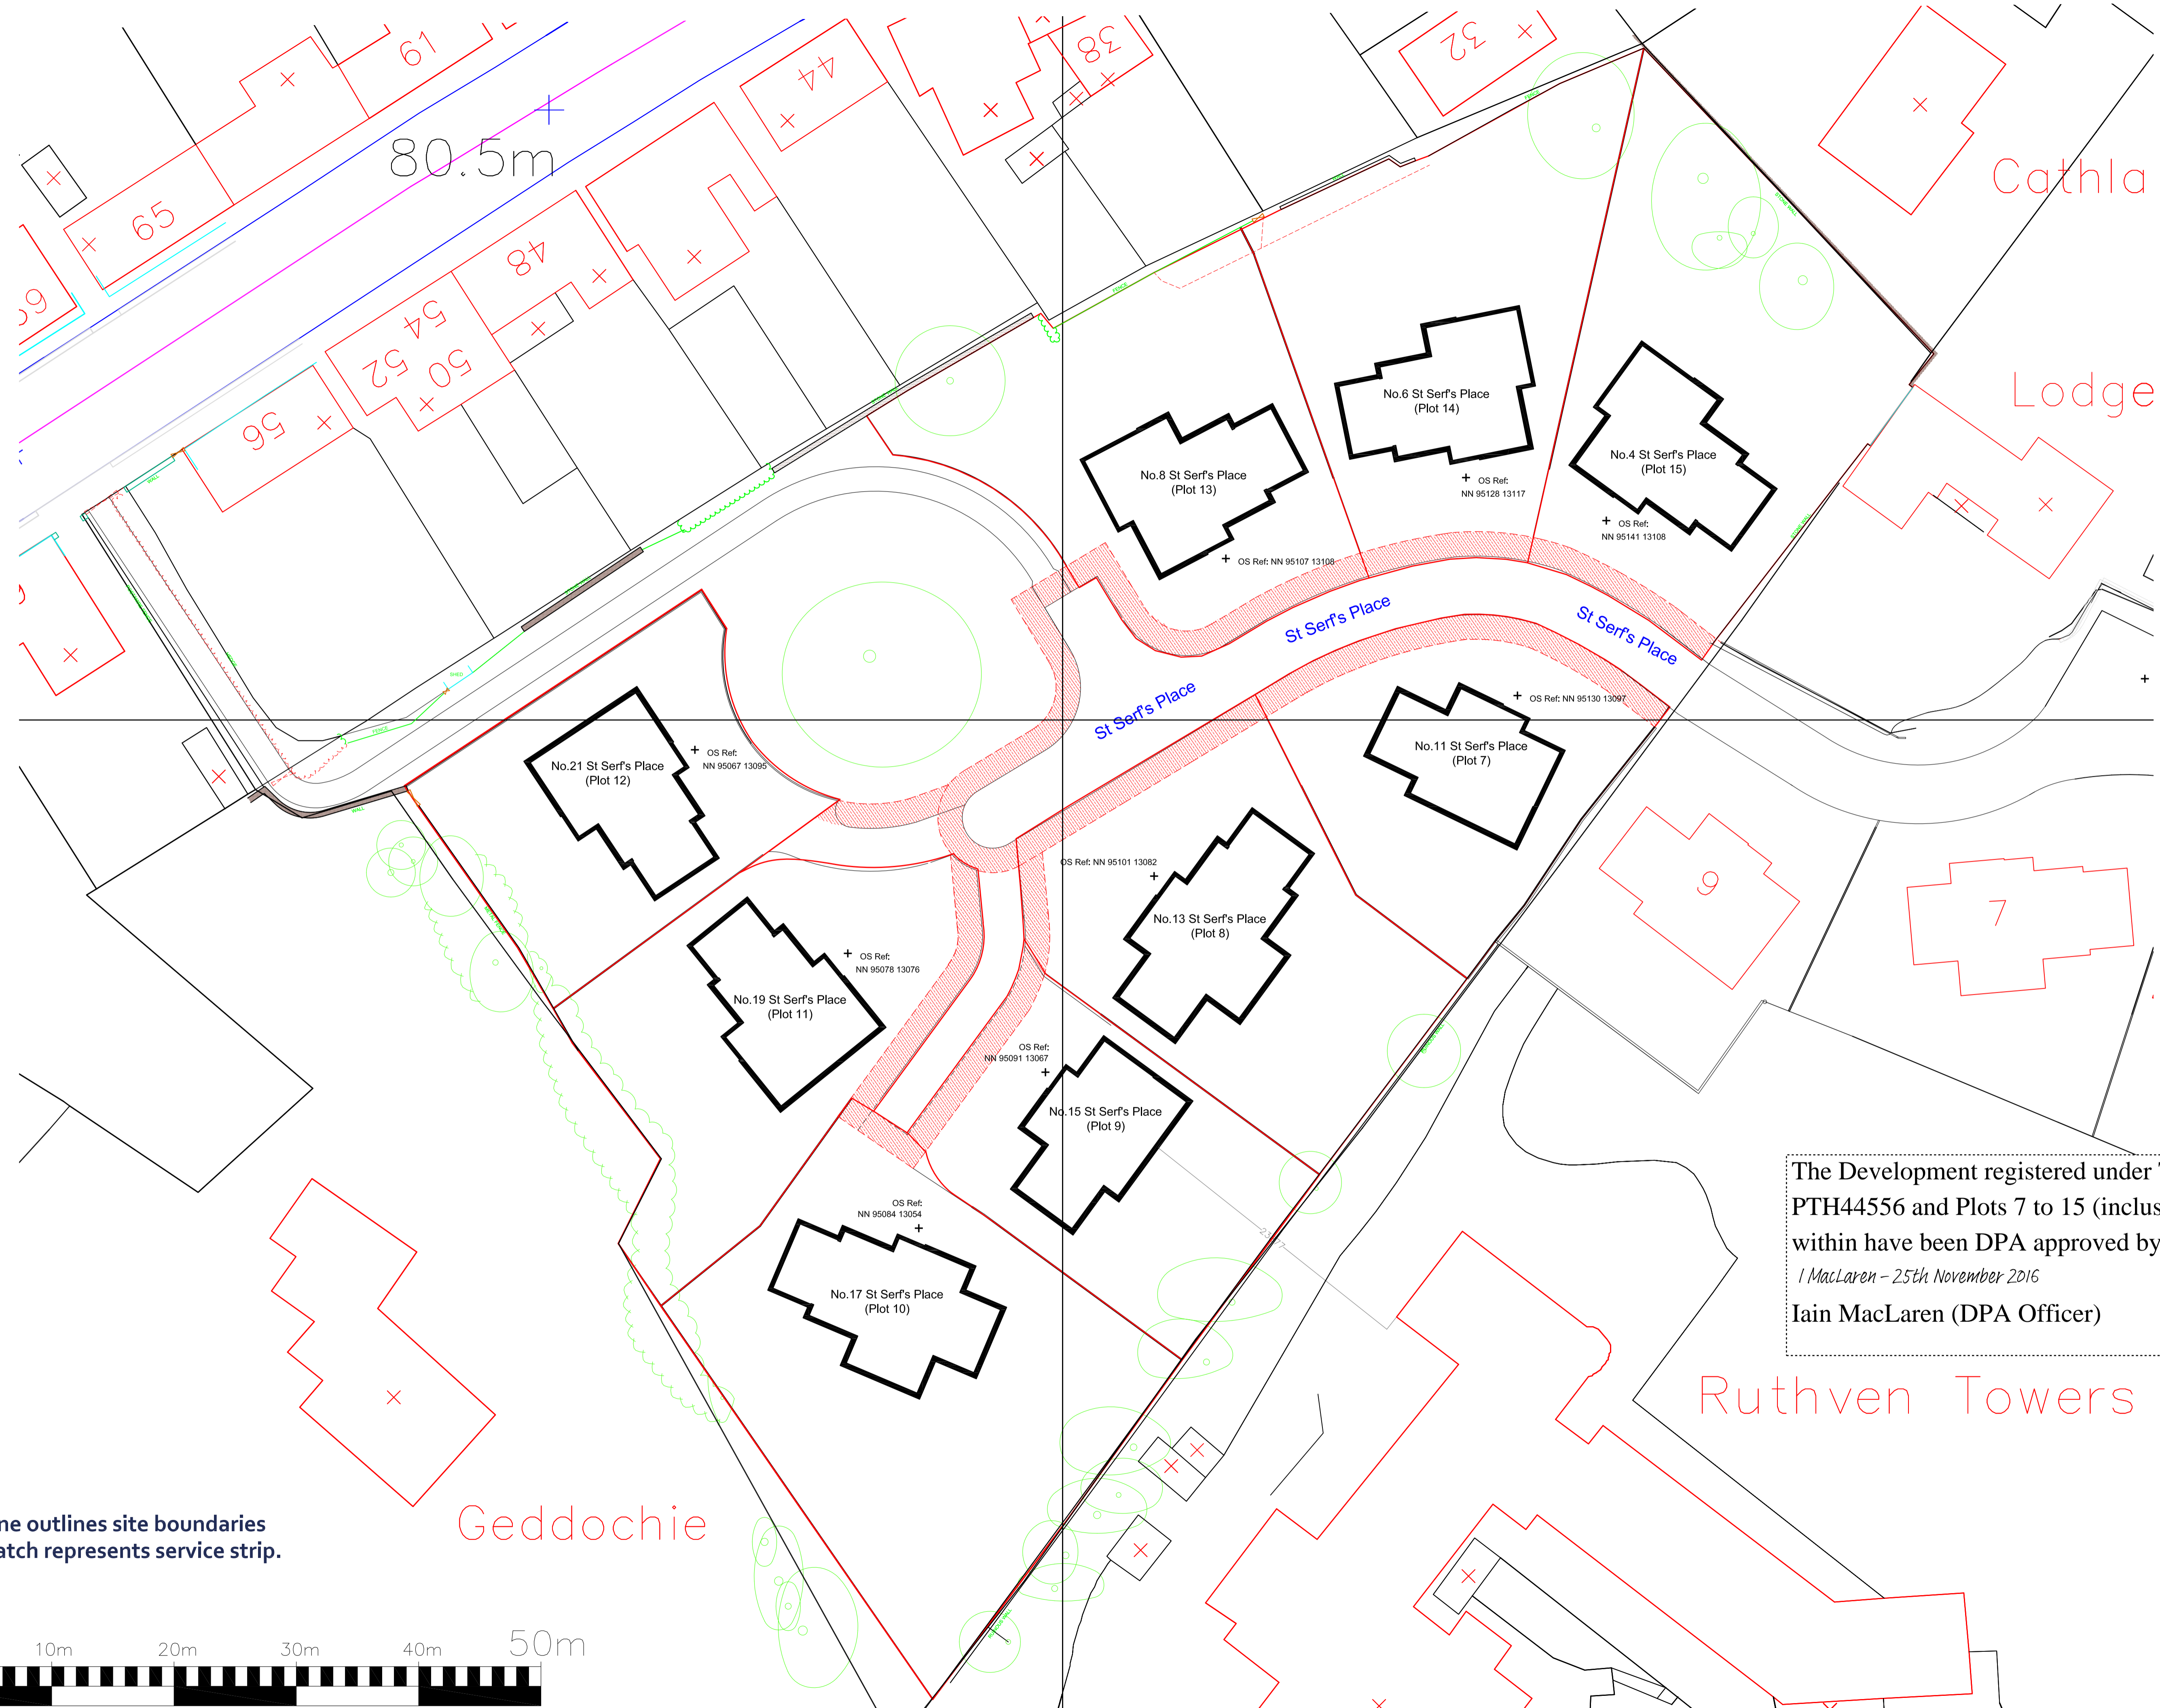 61
44
38
32
80.5m
65
48
54
52
50
56
Cathla
Lodge
FENCE
FENCE
FENCE
STONE WALL
WALL
SHED
FENCE
WALL
No.6 St Serf's Place
(Plot 14)
OS Ref:
NN 95128 13117
No.8 St Serf's Place
(Plot 13)
OS Ref: NN 95107 13108
No.4 St Serf's Place
(Plot 15)
OS Ref:
NN 95141 13108
St Serf's Place
St Serf's Place
St Serf's Place
No.21 St Serf's Place
(Plot 12)
OS Ref:
NN 95067 13095
No.11 St Serf's Place
(Plot 7)
OS Ref: NN 95130 13097
OS Ref: NN 95101 13082
No.13 St Serf's Place
(Plot 8)
9
7
No.19 St Serf's Place
(Plot 11)
OS Ref:
NN 95078 13076
OS Ref:
NN 95091 13067
No.15 St Serf's Place
(Plot 9)
OS Ref:
NN 95084 13054
No.17 St Serf's Place
(Plot 10)
The Development registered under
PTH44556 and Plots 7 to 15 (inclus
within have been DPA approved by
I MacLaren - 25th November 2016
Iain MacLaren (DPA Officer)
Ruthven Towers
Geddochie
ne outlines site boundaries
atch represents service strip.
10m 20m 30m 40m 50m